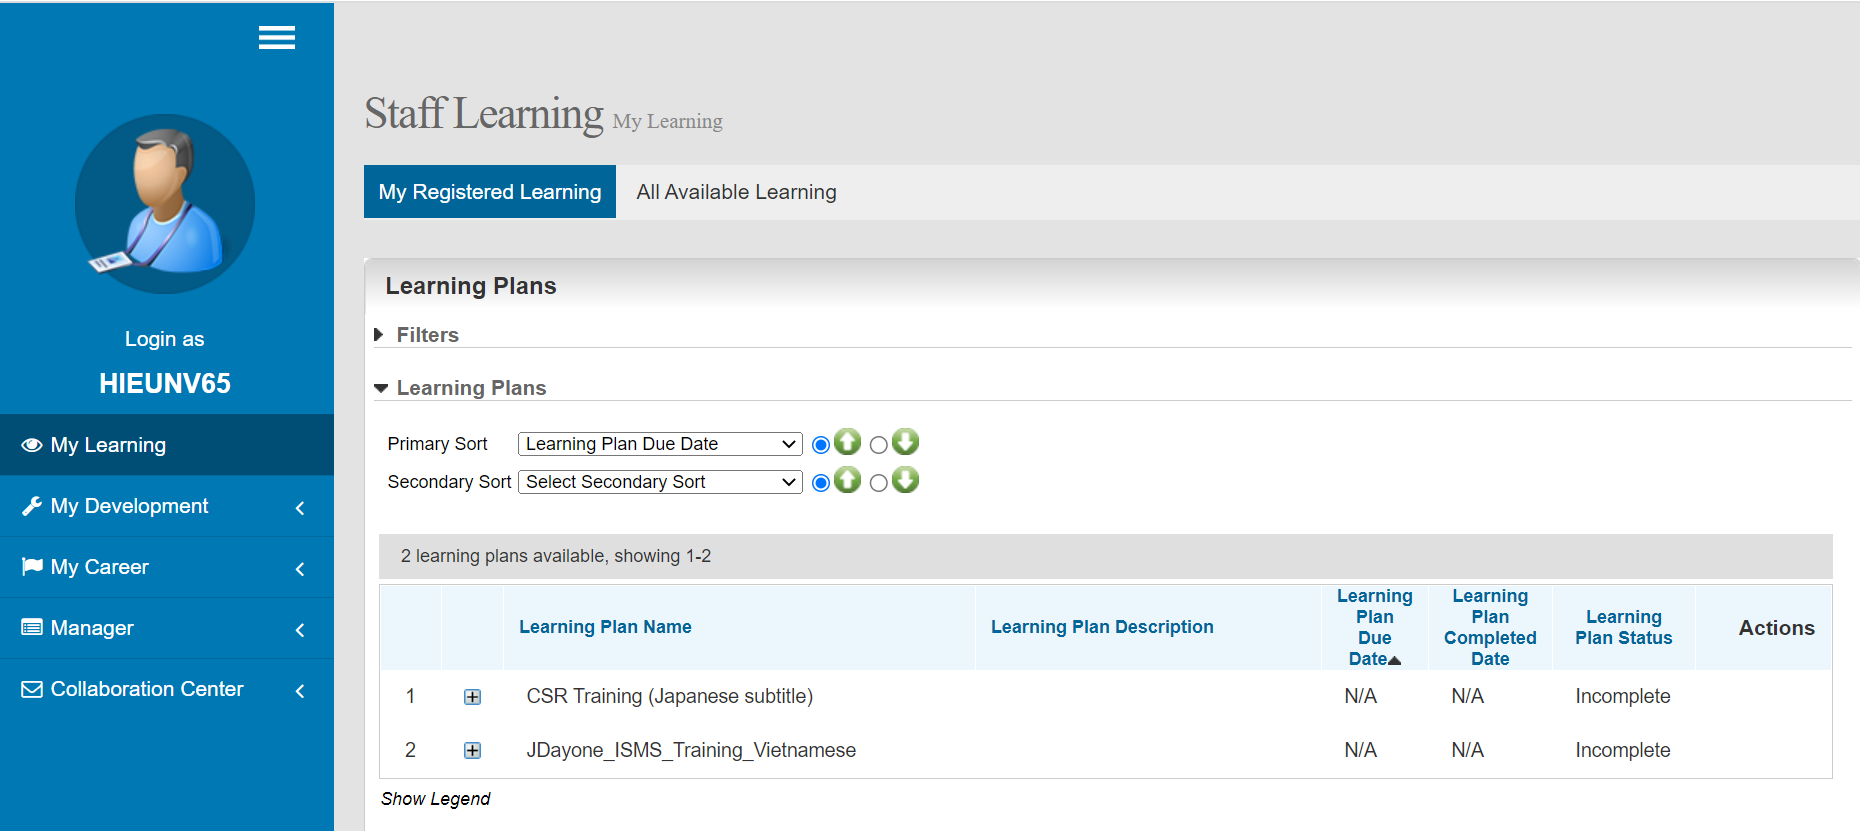 Staff Learning My Learning
My Registered Learning
All Available Learning
Login as
HIEUNV65
My Learning
My Development
My Career
Manager
Collaboration Center
Learning Plans
Filters
Learning Plans
Primary Sort Learning Plan Due Date
Secondary Sort Select Secondary Sort
2 learning plans available, showing 1-2
Learning Plan Name
Learning Plan Description
Learning
Plan
Due
Date
Learning
Plan
Completed
Date
Learning
Plan Status
Actions
1 CSR Training (Japanese subtitle) N/A N/A Incomplete
2 JDayone_ISMS_Training_Vietnamese N/A N/A Incomplete
Show Legend